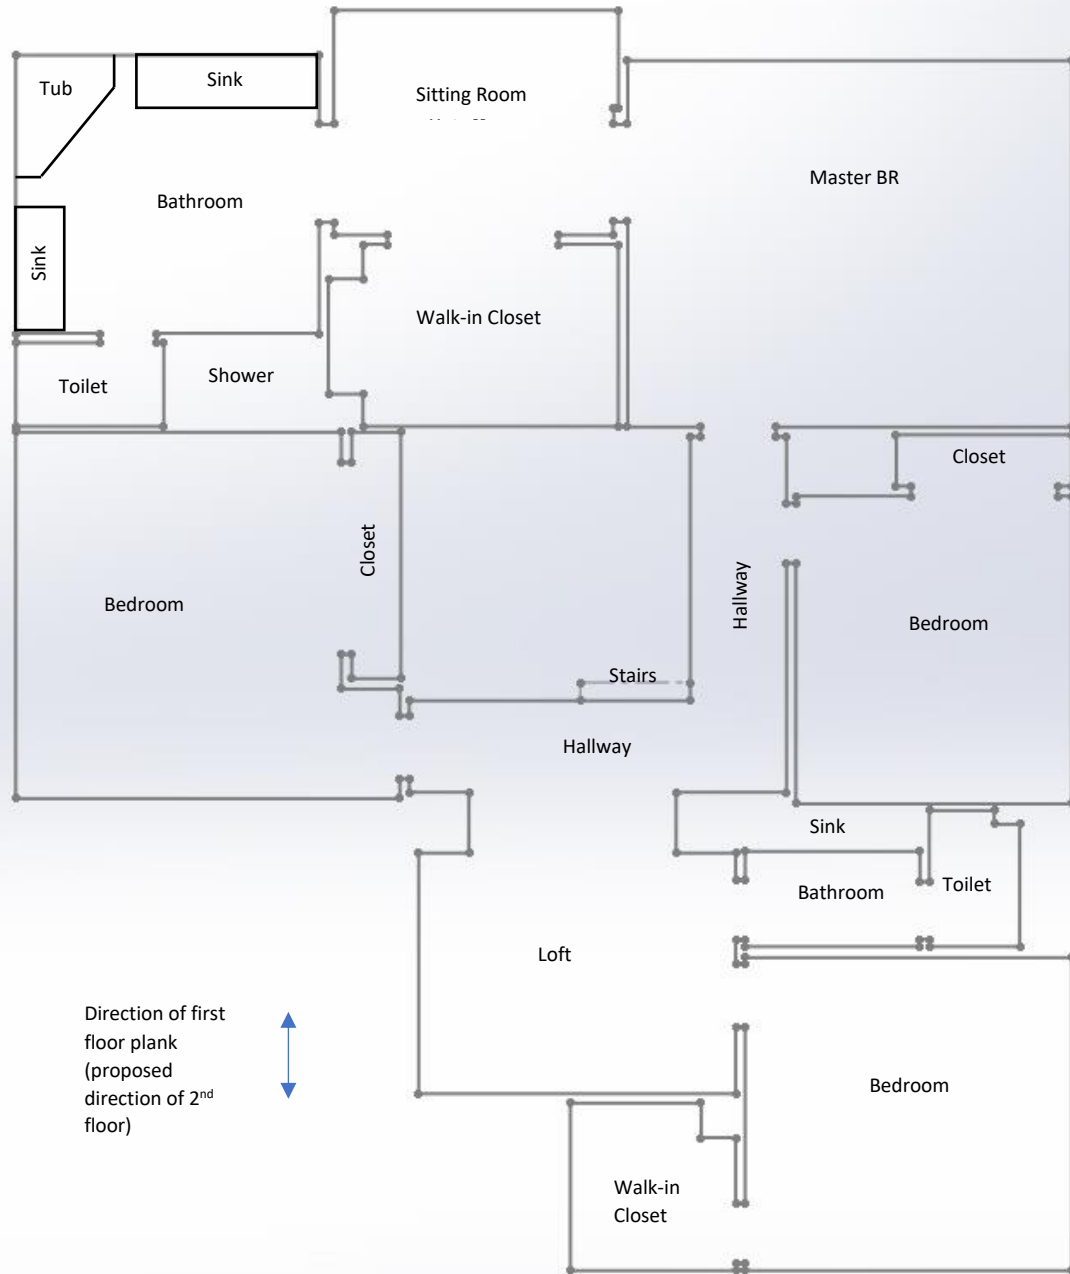 Tub
Sink
Sitting Room
Master BR
Bathroom
Sink
Walk-in Closet
Toilet
Shower
Closet
Closet
Bedroom
Hallway
Bedroom
Stairs
Hallway
Sink
Bathroom
Toilet
Loft
Direction of first
floor plank
(proposed
direction of 2nd
floor)
Bedroom
Walk-in
Closet